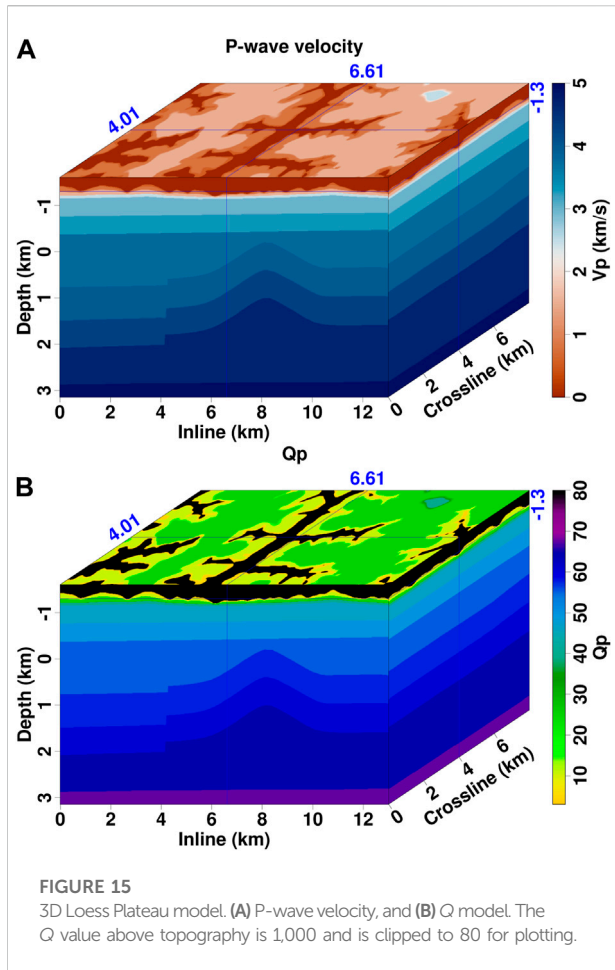 P-wave velocity
A
6.61
4.01
-1.3
-1
0
1
2
3
Depth (km)
0 2 4 6 8 10 12
Inline (km)
0 2 4 6
Crossline (km)
5
4
3
2
1
0
Vp (km/s)
Qp
B
6.61
4.01
-1.3
-1
0
1
2
3
Depth (km)
0 2 4 6 8 10 12
Inline (km)
0 2 4 6
Crossline (km)
80
70
60
50
40
30
20
10
Qp
FIGURE 15
3D Loess Plateau model. (A) P-wave velocity, and (B) Q model. The
Q value above topography is 1,000 and is clipped to 80 for plotting.